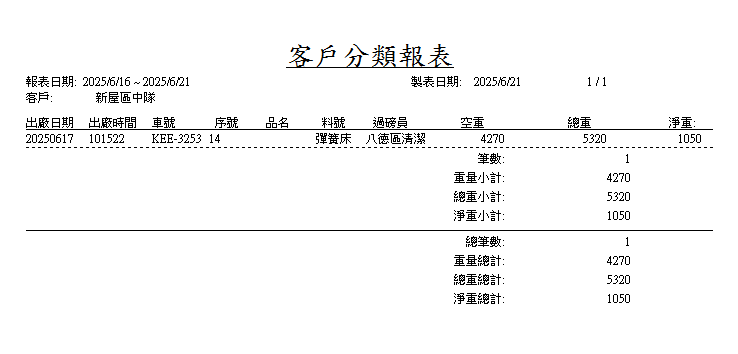 客戶分類報表
報表日期: 2025/6/16 ~ 2025/6/21 製表日期: 2025/6/21 1 / 1
客戶: 新屋區中隊
出廠日期 出廠時間 車號 序號 品名 料號 過磅員 空重 總重 淨重:
20250617 101522 KEE-3253 14 彈簧床 八德區清潔 4270 5320 1050
筆數: 1
重量小計: 4270
總重小計: 5320
淨重小計: 1050
總筆數: 1
重量總計: 4270
總重總計: 5320
淨重總計: 1050